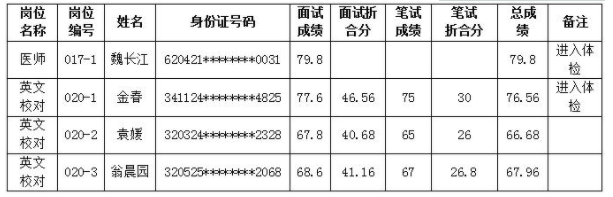 岗位名称 岗位编号 姓名 身份证号码 面试成绩 面试折合分 笔试成绩 笔试折合分 总成绩 备注
医师 017-1 魏长江 620421********0031 79.8 79.8 进入体检
英文校对 020-1 金春 341124********4825 77.6 46.56 75 30 76.56 进入体检
英文校对 020-2 袁媛 320324********2328 67.8 40.68 65 26 66.68
英文校对 020-3 翁晨园 320525********2068 68.6 41.16 67 26.8 67.96